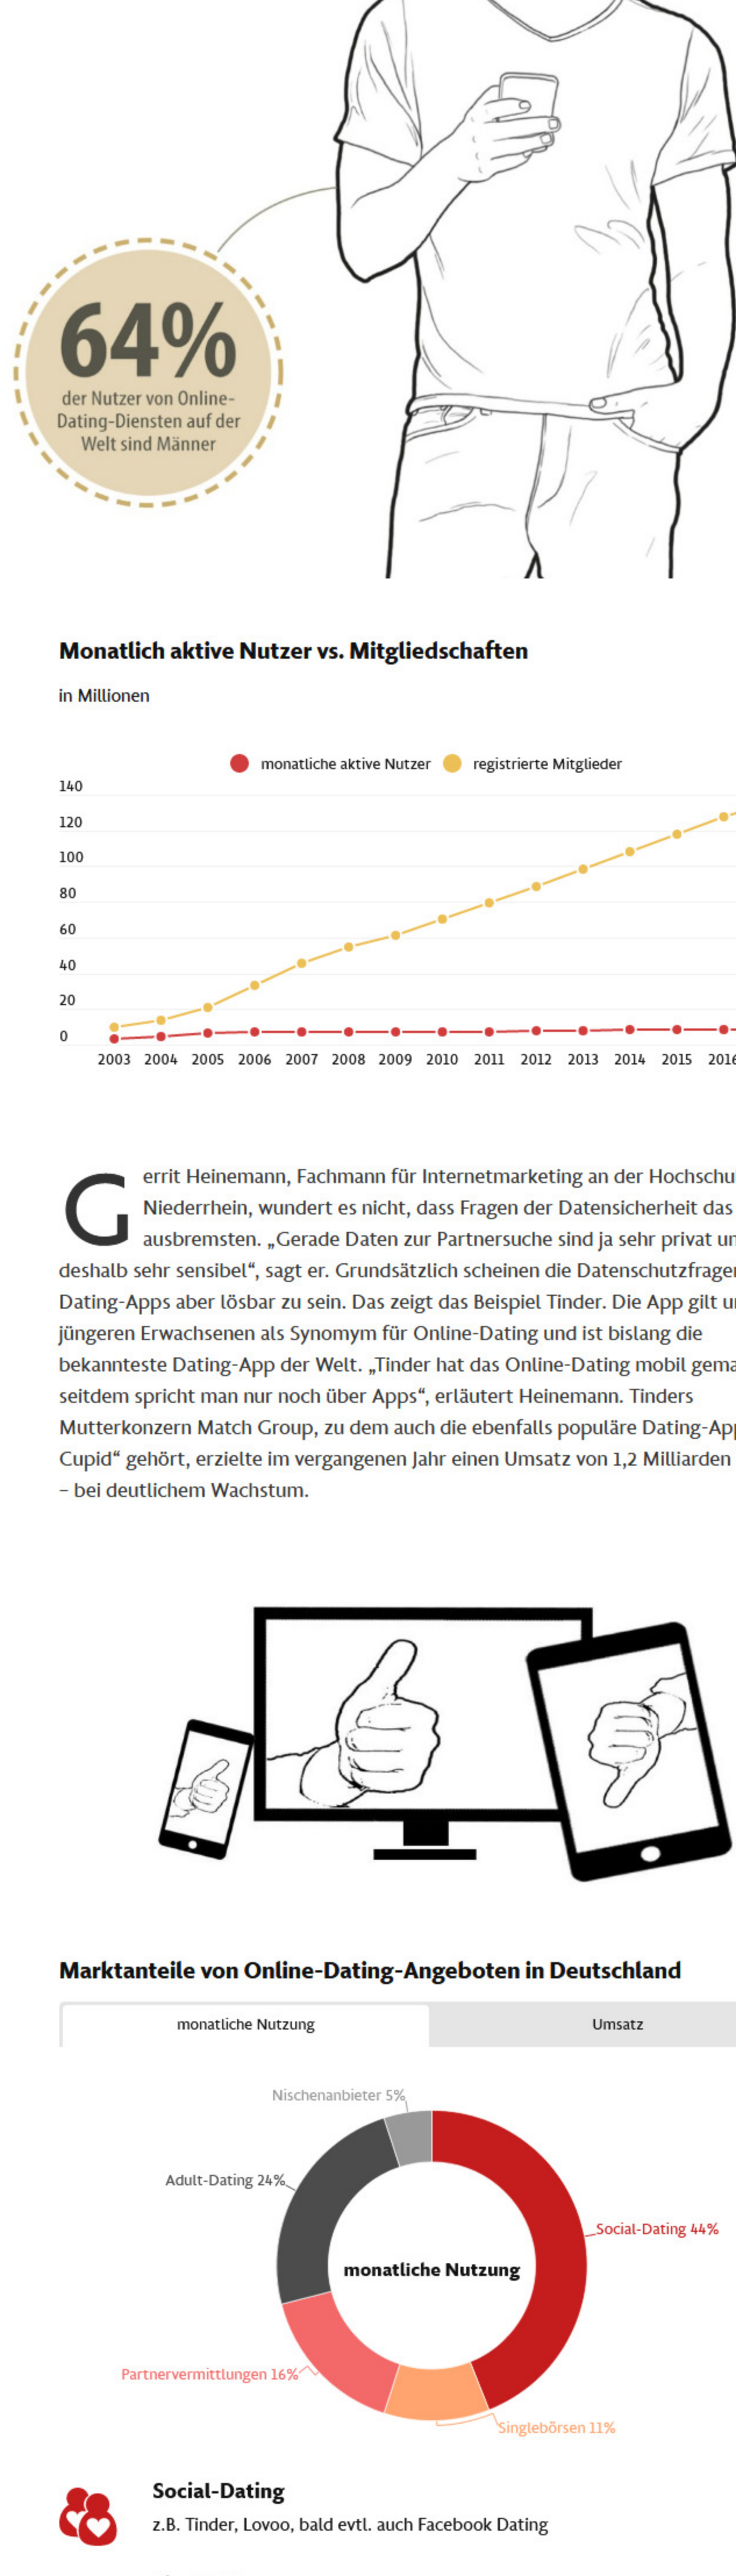 64%
der Nutzer von Online-
Dating-Diensten auf der
Welt sind Männer
Monatlich aktive Nutzer vs. Mitgliedschaften
in Millionen
monatliche aktive Nutzer registrierte Mitglieder
140
120
100
80
60
40
20
0
2003 2004 2005 2006 2007 2008 2009 2010 2011 2012 2013 2014 2015 2016
Gerrit Heinemann, Fachmann für Internetmarketing an der Hochschu
Niederrhein, wundert es nicht, dass Fragen der Datensicherheit das
ausbremsten. „Gerade Daten zur Partnersuche sind ja sehr privat un
deshalb sehr sensibel“, sagt er. Grundsätzlich scheinen die Datenschutzfragen
Dating-Apps aber lösbar zu sein. Das zeigt das Beispiel Tinder. Die App gilt u
jüngeren Erwachsenen als Synomym für Online-Dating und ist bislang die
bekannteste Dating-App der Welt. „Tinder hat das Online-Dating mobil gema
seitdem spricht man nur noch über Apps“, erläutert Heinemann. Tinders
Mutterkonzern Match Group, zu dem auch die ebenfalls populäre Dating-Ap
Cupid“ gehört, erzielte im vergangenen Jahr einen Umsatz von 1,2 Milliarden
– bei deutlichem Wachstum.
Marktanteile von Online-Dating-Angeboten in Deutschland
monatliche Nutzung Umsatz
Nischenanbieter 5%
Adult-Dating 24%
Social-Dating 44%
monatliche Nutzung
Partnervermittlungen 16%
Singlebörsen 11%
Social-Dating
z.B. Tinder, Lovoo, bald evtl. auch Facebook Dating